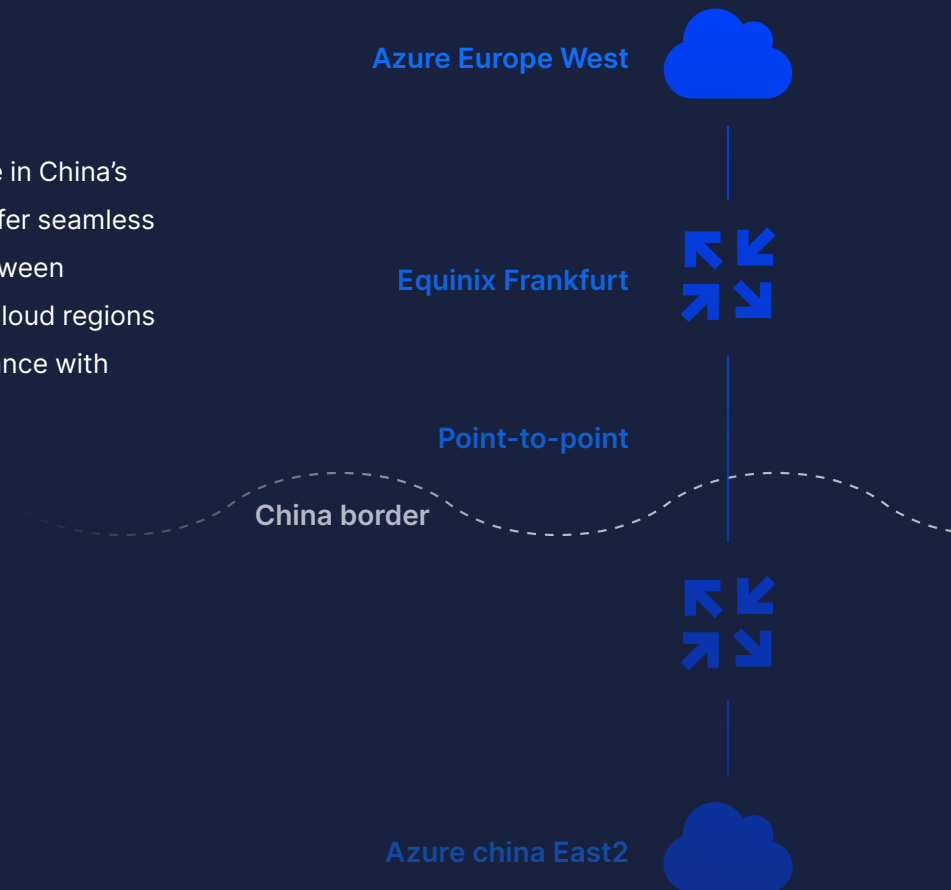 Azure Europe West
in China’s
fer seamless
ween
loud regions
nce with
Equinix Frankfurt
Point-to-point
China border
Azure china East2